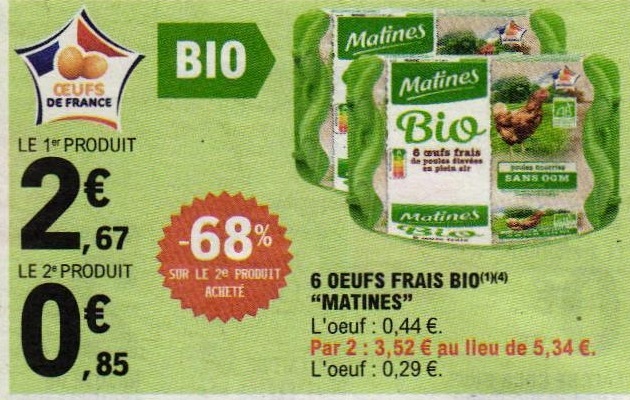 ŒUFS
DE FRANCE
BIO
LE 1er PRODUIT
2€,67
LE 2e PRODUIT
0€,85
-68%
SUR LE 2e PRODUIT
ACHETÉ
Matines
Matines
Bio
6 œufs frais
de poules élevées
en plein air
SANS OGM
Matines
Bio
6 OEUFS FRAIS BIO(1)(4)
"MATINES"
L'oeuf : 0,44 €.
Par 2 : 3,52 € au lieu de 5,34 €.
L'oeuf : 0,29 €.